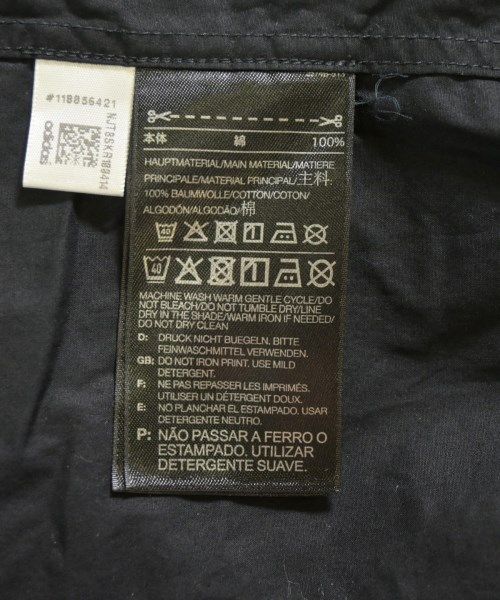 #118856421
NJT8SKR180414
adidas
本体 綿 100%
HAUPTMATERIAL/MAIN MATERIAL/MATIERE
PRINCIPALE/MATERIAL PRINCIPAL/主料
100% BAUMWOLLE/COTTON/COTON/
ALGODÓN/ALGODÃO/棉
40
40
MACHINE WASH WARM GENTLE CYCLE/DO
NOT BLEACH/DO NOT TUMBLE DRY/LINE
DRY IN THE SHADE/WARM IRON IF NEEDED/
DO NOT DRY CLEAN
D: DRUCK NICHT BUEGELN. BITTE
FEINWASCHMITTEL VERWENDEN.
GB: DO NOT IRON PRINT. USE MILD
DETERGENT.
F: NE PAS REPASSER LES IMPRIMÉS.
UTILISER UN DÉTERGENT DOUX.
E: NO PLANCHAR EL ESTAMPADO. USAR
DETERGENTE NEUTRO.
P: NÃO PASSAR A FERRO O
ESTAMPADO. UTILIZAR
DETERGENTE SUAVE.